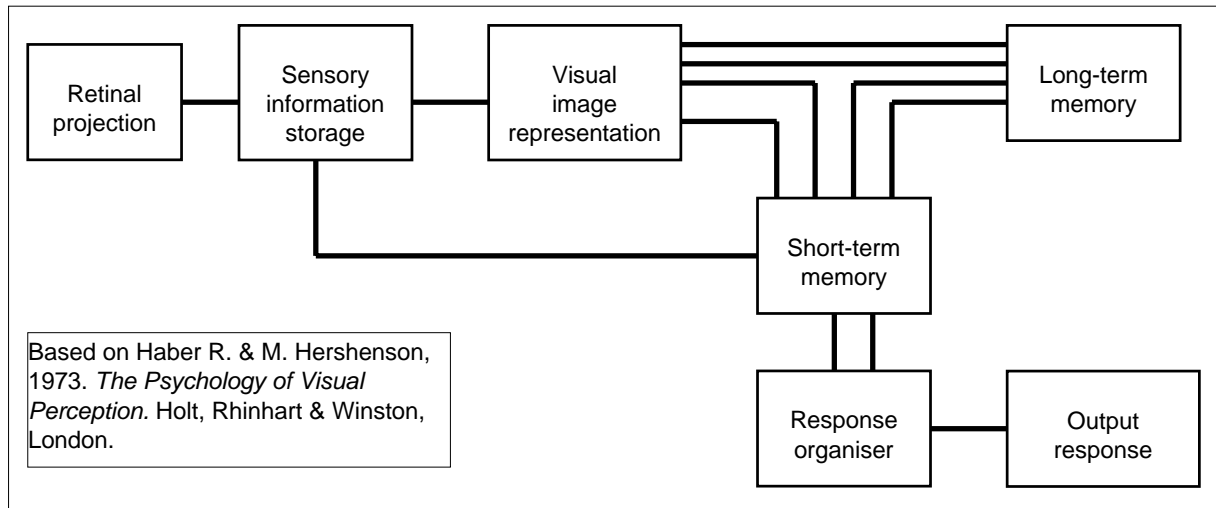 Retinal
projection
Sensory
information
storage
Visual
image
representation
Long-term
memory
Short-term
memory
Based on Haber R. & M. Hershenson,
1973. The Psychology of Visual
Perception. Holt, Rhinhart & Winston,
London.
Response
organiser
Output
response